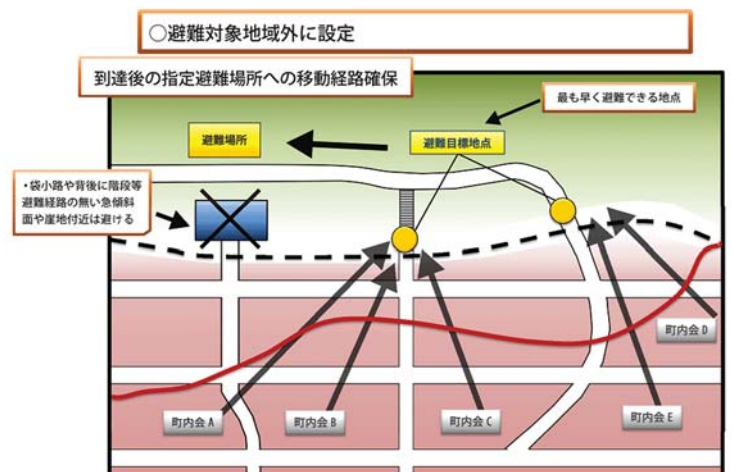 ○避難対象地域外に設定
到達後の指定避難場所への移動経路確保
最も早く避難できる地点
避難場所
避難目標地点
・袋小路や背後に階段等
避難経路の無い急傾斜
面や崖地付近は避ける
町内会 D
町内会 A
町内会 B
町内会 C
町内会 E